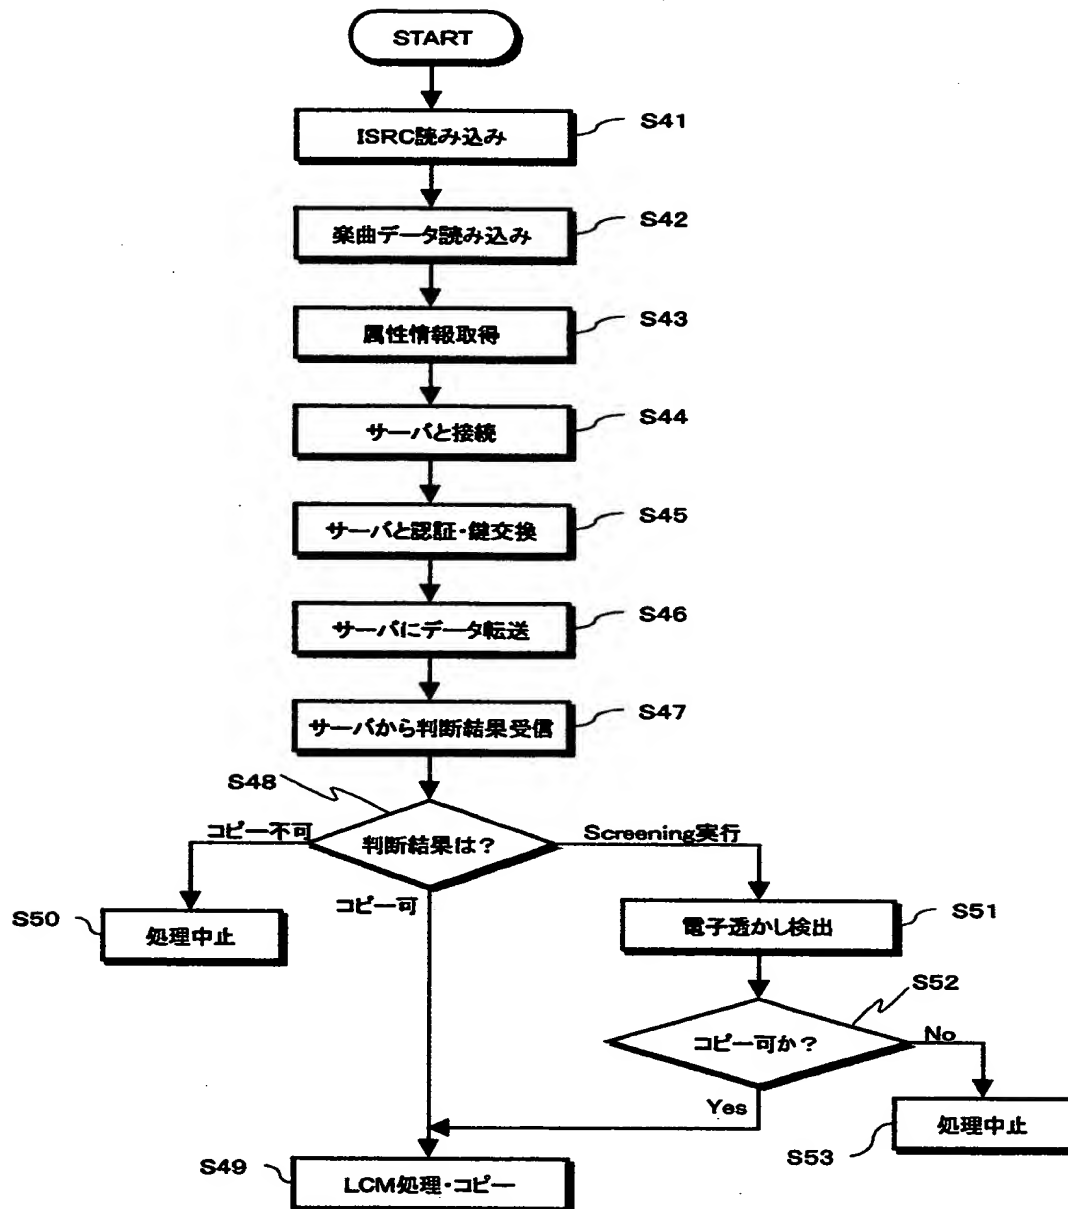 START
ISRC読み込み
S41
楽曲データ読み込み
S42
属性情報取得
S43
サーバと接続
S44
サーバと認証・鍵交換
S45
サーバにデータ転送
S46
サーバから判断結果受信
S47
S48
判断結果は？
コピー不可
コピー可
Screening実行
S50
処理中止
電子透かし検出
S51
S52
コピー可か？
No
Yes
処理中止
S53
S49
LCM処理・コピー